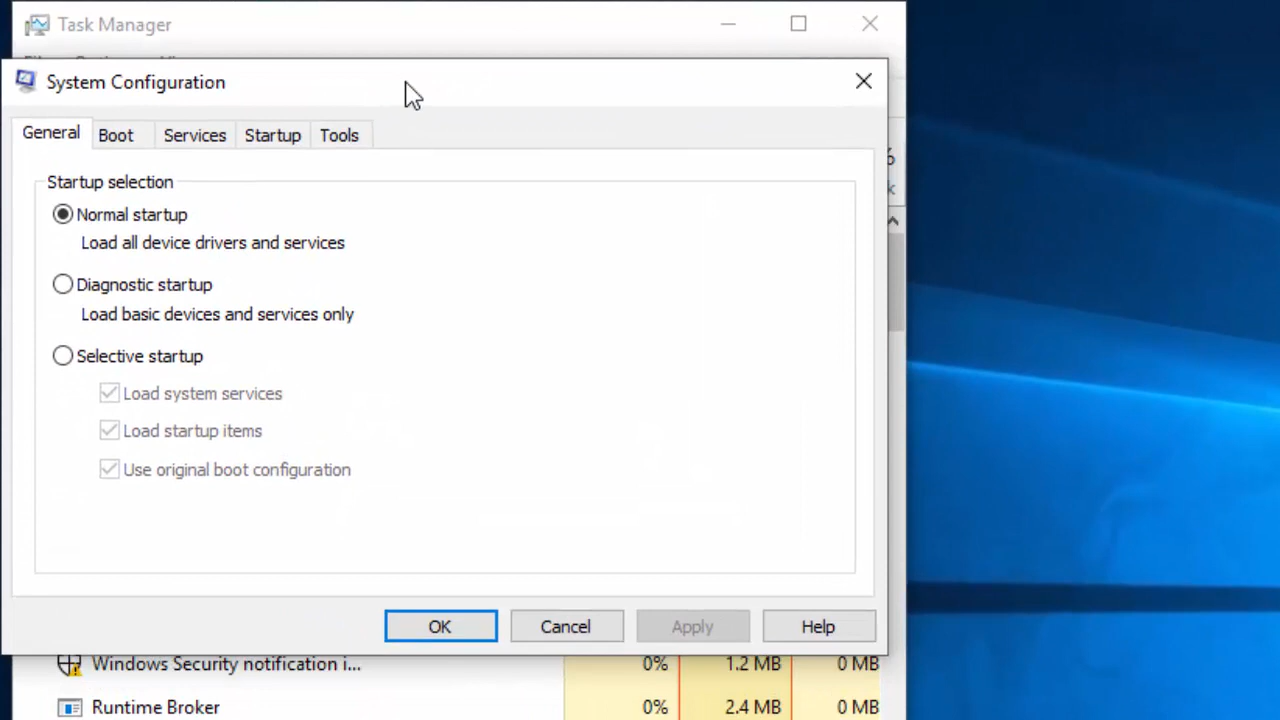 Task Manager
System Configuration
General Boot Services Startup Tools
Startup selection
Normal startup
Load all device drivers and services
Diagnostic startup
Load basic devices and services only
Selective startup
Load system services
Load startup items
Use original boot configuration
OK Cancel Apply Help
Windows Security notification i... 0% 1.2 MB 0 MB
Runtime Broker 0% 2.4 MB 0 MB